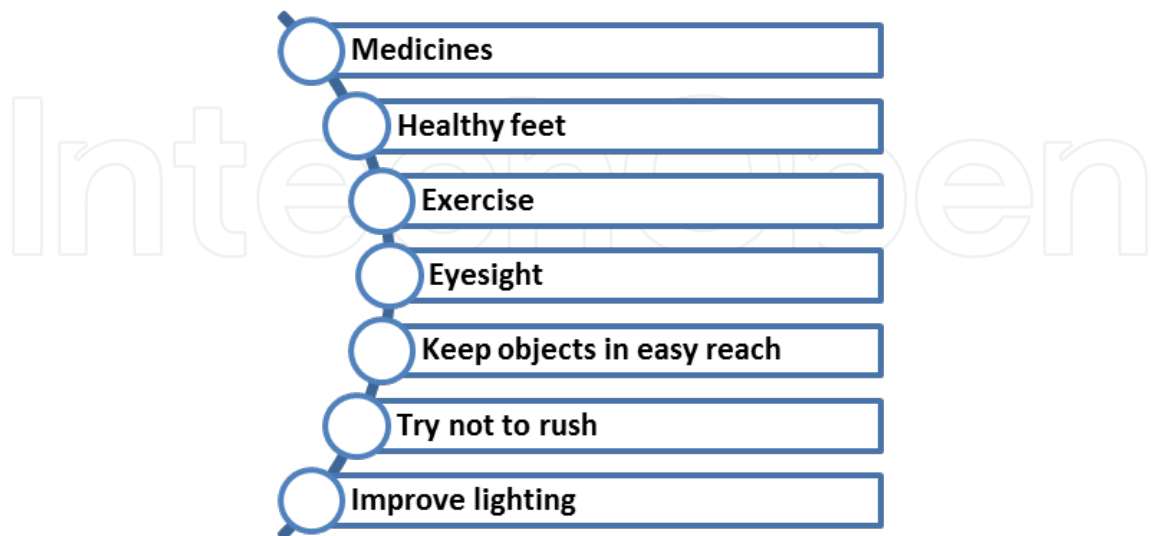 Medicines
Healthy feet
Exercise
Eyesight
Keep objects in easy reach
Try not to rush
Improve lighting
IntechOpen